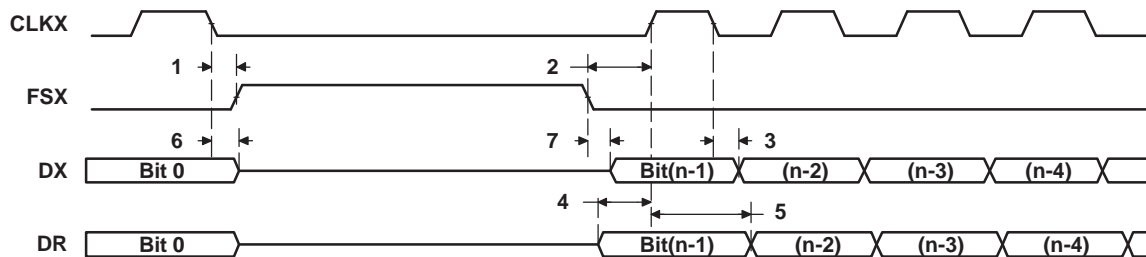 CLKX
1 2
FSX
6 7 3
DX Bit 0 Bit(n-1) (n-2) (n-3) (n-4)
4 5
DR Bit 0 Bit(n-1) (n-2) (n-3) (n-4)